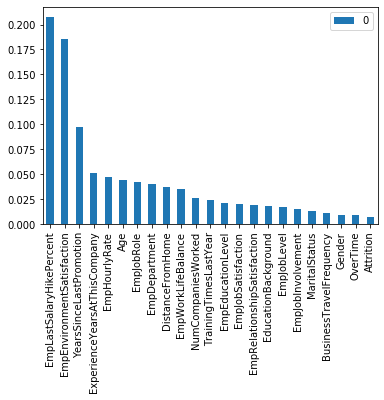 0
0.200
0.175
0.150
0.125
0.100
0.075
0.050
0.025
0.000
EmpLastSalaryHikePercent
EmpEnvironmentSatisfaction
YearsSinceLastPromotion
ExperienceYearsAtThisCompany
EmpHourlyRate
Age
EmpJobRole
EmpDepartment
DistanceFromHome
EmpWorkLifeBalance
NumCompaniesWorked
TrainingTimesLastYear
EmpEducationLevel
EmpJobSatisfaction
EmpRelationshipSatisfaction
EducationBackground
EmpJobLevel
EmpJobInvolvement
MaritalStatus
BusinessTravelFrequency
Gender
OverTime
Attrition